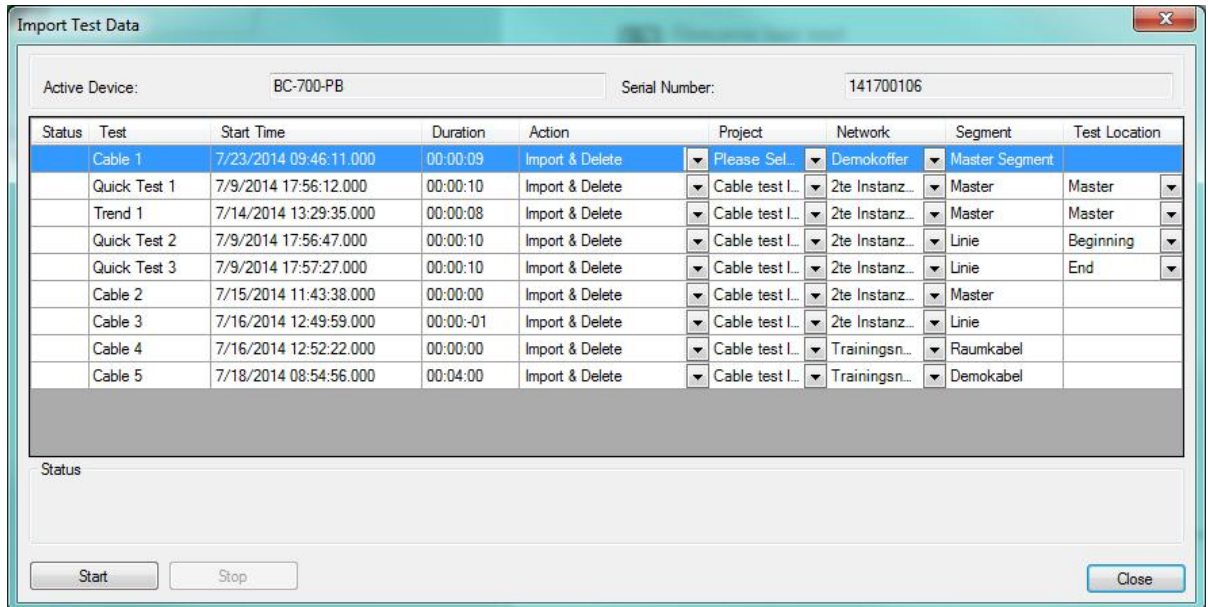 Import Test Data
Active Device: BC-700-PB Serial Number: 141700106
Status Test Start Time Duration Action Project Network Segment Test Location
Cable 1 7/23/2014 09:46:11.000 00:00:09 Import & Delete Please Sel... Demokoffer Master Segment
Quick Test 1 7/9/2014 17:56:12.000 00:00:10 Import & Delete Cable test I... 2te Instanz... Master Master
Trend 1 7/14/2014 13:29:35.000 00:00:08 Import & Delete Cable test I... 2te Instanz... Master Master
Quick Test 2 7/9/2014 17:56:47.000 00:00:10 Import & Delete Cable test I... 2te Instanz... Linie Beginning
Quick Test 3 7/9/2014 17:57:27.000 00:00:10 Import & Delete Cable test I... 2te Instanz... Linie End
Cable 2 7/15/2014 11:43:38.000 00:00:00 Import & Delete Cable test I... 2te Instanz... Master
Cable 3 7/16/2014 12:49:59.000 00:00:-01 Import & Delete Cable test I... 2te Instanz... Linie
Cable 4 7/16/2014 12:52:22.000 00:00:00 Import & Delete Cable test I... Trainingsn... Raumkabel
Cable 5 7/18/2014 08:54:56.000 00:04:00 Import & Delete Cable test I... Trainingsn... Demokabel
Status
Start Stop Close